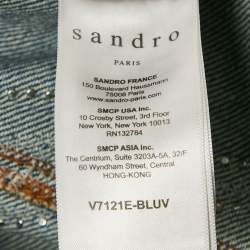 sandro
PARIS
SANDRO FRANCE
150 Boulevard Haussmann
75008 Paris
www.sandro-paris.com
SMCP USA Inc.
10 Crosby Street, 3rd Floor
New York, New York 10013
RN132784
SMCP ASIA
The Centrium, Suite 3203A-5A, 32/F
60 Wyndham Street, Central
HONG-KONG
V7121E-BLUV